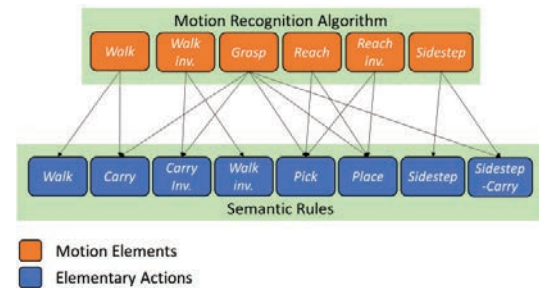 Motion Recognition Algorithm
Walk
Walk
inv.
Grasp
Reach
Reach
inv.
Sidestep
Walk
Carry
Carry
Inv.
Walk
inv.
Pick
Place
Sidestep
Sidestep
-Carry
Semantic Rules
Motion Elements
Elementary Actions